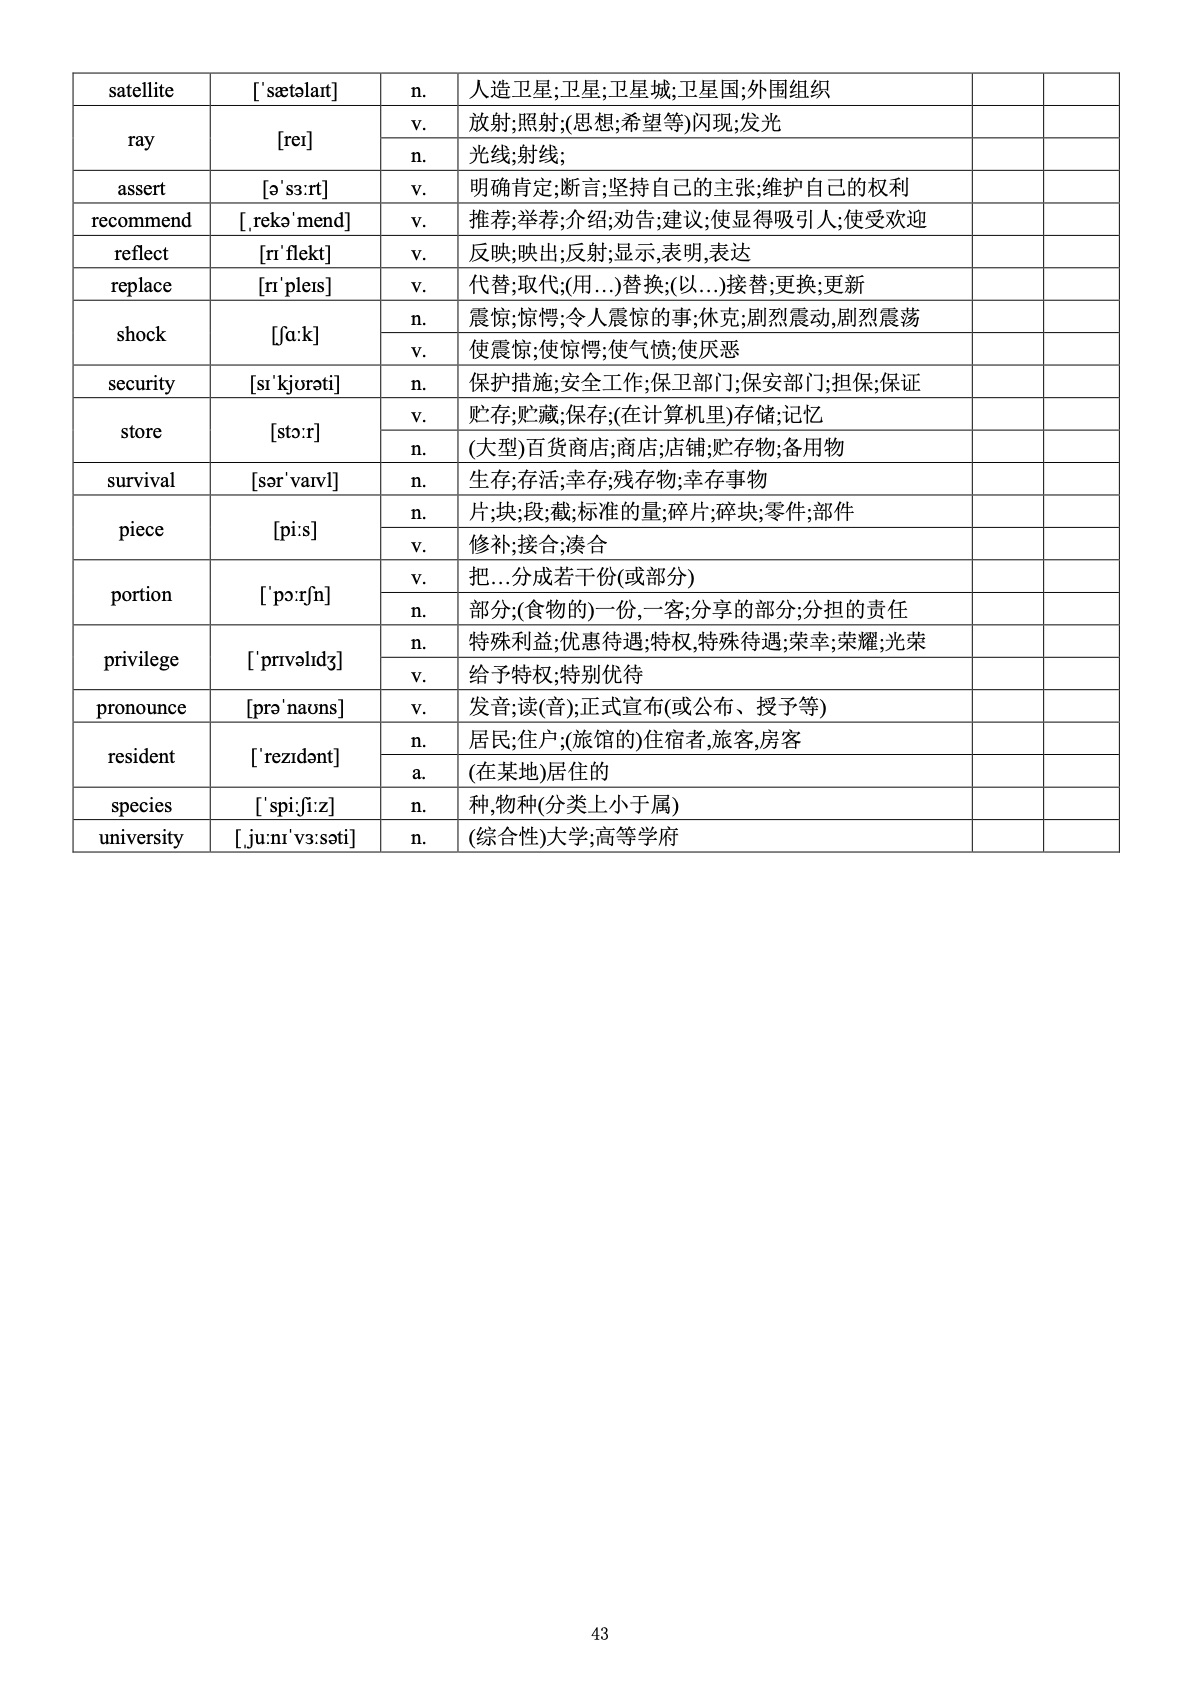 satellite [ˈsætəlaɪt] n. 人造卫星;卫星;卫星城;卫星国;外围组织
ray [reɪ] v. 放射;照射;(思想;希望等)闪现;发光
n. 光线;射线;
assert [əˈsɜːrt] v. 明确肯定;断言;坚持自己的主张;维护自己的权利
recommend [ˌrekəˈmend] v. 推荐;举荐;介绍;劝告;建议;使显得吸引人;使受欢迎
reflect [rɪˈflekt] v. 反映;映出;反射;显示,表明,表达
replace [rɪˈpleɪs] v. 代替;取代;(用…)替换;(以…)接替;更换;更新
shock [ʃɑːk] n. 震惊;惊愕;令人震惊的事;休克;剧烈震动,剧烈震荡
v. 使震惊;使惊愕;使气愤;使厌恶
security [sɪˈkjʊrəti] n. 保护措施;安全工作;保卫部门;保安部门;担保;保证
store [stɔːr] v. 贮存;贮藏;保存;(在计算机里)存储;记忆
n. (大型)百货商店;商店;店铺;贮存物;备用物
survival [sərˈvaɪvl] n. 生存;存活;幸存;残存物;幸存事物
piece [piːs] n. 片;块;段;截;标准的量;碎片;碎块;零件;部件
v. 修补;接合;凑合
portion [ˈpɔːrʃn] v. 把…分成若干份(或部分)
n. 部分;(食物的)一份,一客;分享的部分;分担的责任
privilege [ˈprɪvəlɪdʒ] n. 特殊利益;优惠待遇;特权,特殊待遇;荣幸;荣耀;光荣
v. 给予特权;特别优待
pronounce [prəˈnaʊns] v. 发音;读(音);正式宣布(或公布、授予等)
resident [ˈrezɪdənt] n. 居民;住户;(旅馆的)住宿者,旅客,房客
a. (在某地)居住的
species [ˈspiːʃiːz] n. 种,物种(分类上小于属)
university [ˌjuːnɪˈvɜːsəti] n. (综合性)大学;高等学府
43